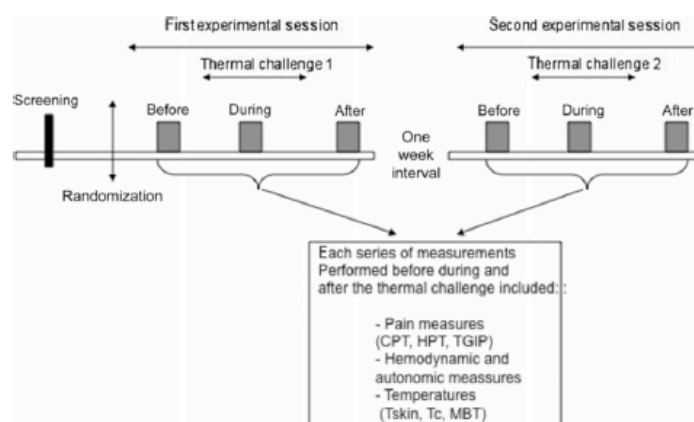 First experimental session
Second experimental session
Thermal challenge 1
Thermal challenge 2
Screening
Before
During
After
Before
During
After
One
week
interval
Randomization
Each series of measurements
Performed before during and
after the thermal challenge included: :
- Pain measures
(CPT, HPT, TGIP)
- Hemodynamic and
autonomic meassures
- Temperatures
(Tskin, Tc, MBT)